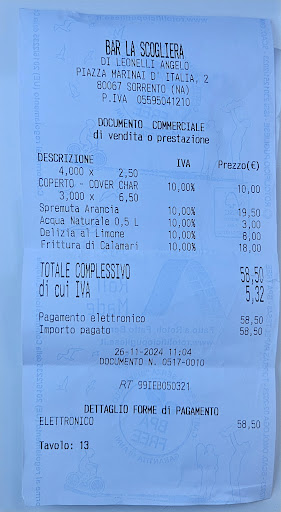 BAR LA SCOGLIERA
DI LEONELLI ANGELO
PIAZZA MARINAI D' ITALIA, 2
80067 SORRENTO (NA)
P.IVA 05595041210
DOCUMENTO COMMERCIALE
di vendita o prestazione
DESCRIZIONE IVA Prezzo(€)
4,000 x 2,50
COPERTO - COVER CHAR 10,00% 10,00
3,000 x 6,50
Spremuta Arancia 10,00% 19,50
Acqua Naturale 0,5 L 10,00% 3,00
Delizia al Limone 10,00% 8,00
Frittura di Calamari 10,00% 18,00
TOTALE COMPLESSIVO 58,50
di cui IVA 5,32
Pagamento elettronico 58,50
Importo pagato 58,50
26-11-2024 11:04
DOCUMENTO N. 0517-0010
RT 99IEB050321
DETTAGLIO FORME di PAGAMENTO
ELETTRONICO 58,50
Tavolo: 13